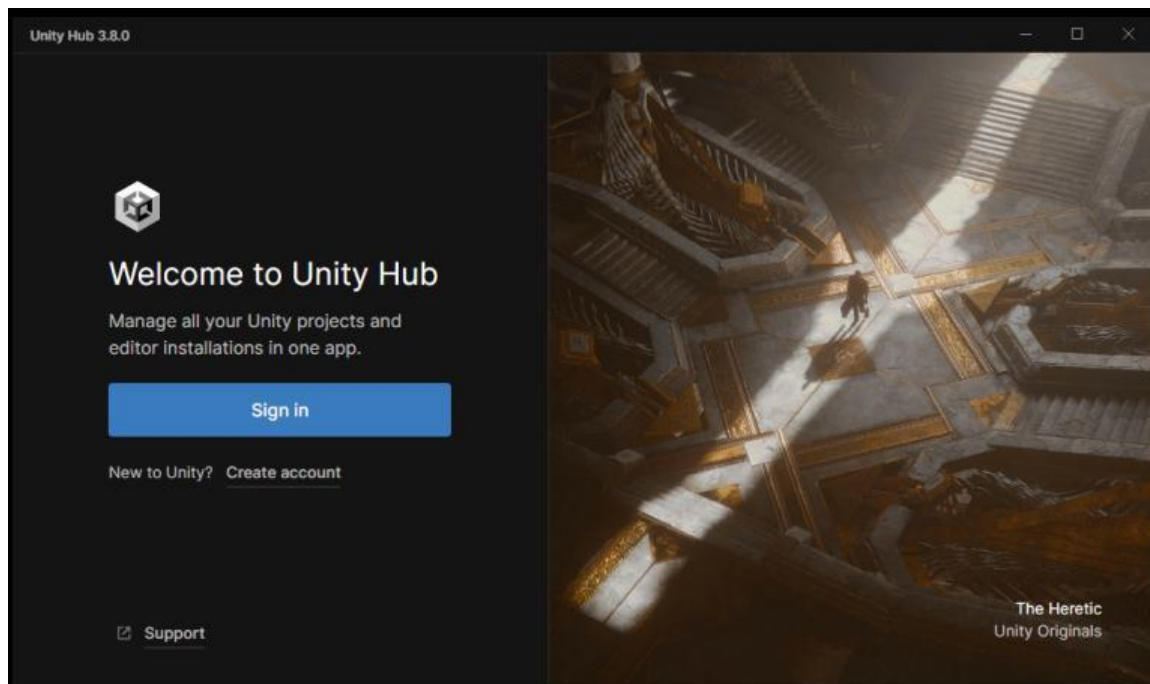 Unity Hub 3.8.0
Welcome to Unity Hub
Manage all your Unity projects and
editor installations in one app.
Sign in
New to Unity? Create account
Support
The Heretic
Unity Originals